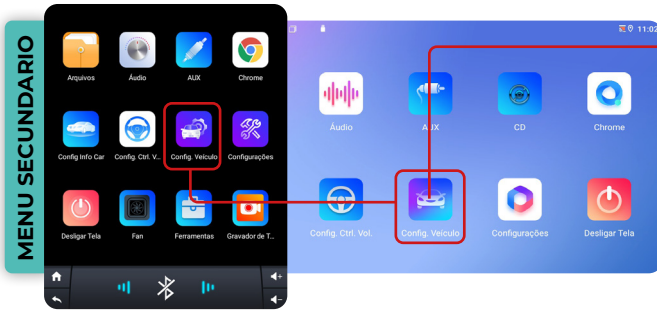 MENU SECUNDARIO
Arquivos
Áudio
AUX
Chrome
Config Info Car
Config. Ctrl. V...
Config. Veículo
Configurações
Desligar Tela
Fan
Ferramentas
Gravador de T...
11:02
Áudio
AUX
CD
Chrome
Config. Ctrl. Vol.
Config. Veículo
Configurações
Desligar Tela